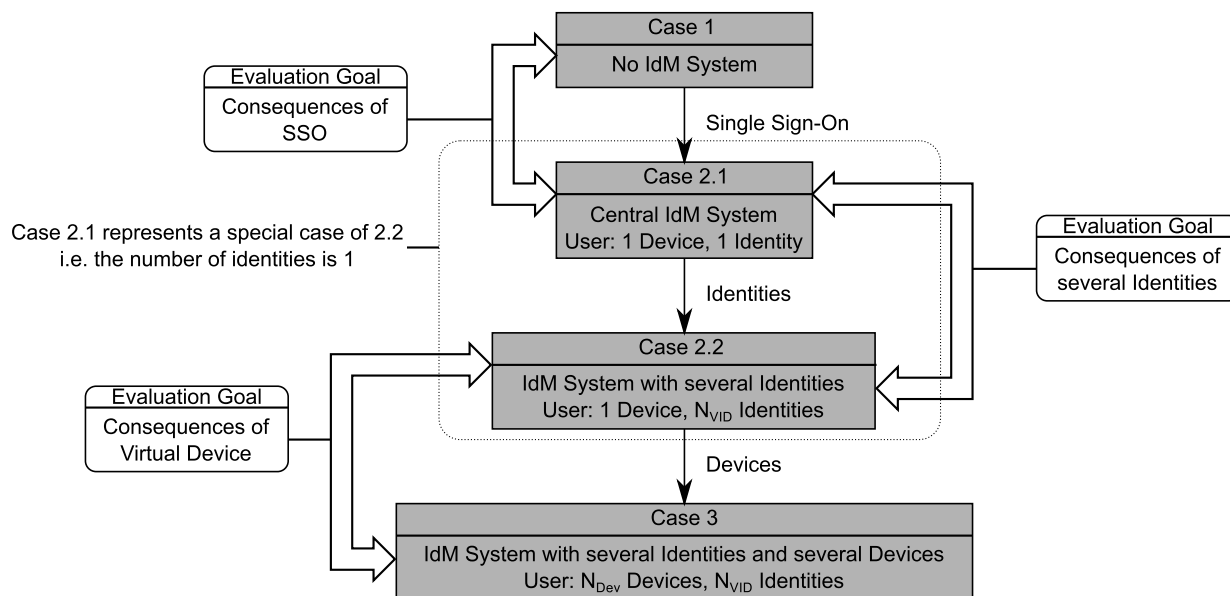 Case 1
No IdM System
Evaluation Goal
Consequences of
SSO
Single Sign-On
Case 2.1
Central IdM System
User: 1 Device, 1 Identity
Case 2.1 represents a special case of 2.2
i.e. the number of identities is 1
Evaluation Goal
Consequences of
several Identities
Identities
Case 2.2
IdM System with several Identities
User: 1 Device, N_VID Identities
Evaluation Goal
Consequences of
Virtual Device
Devices
Case 3
IdM System with several Identities and several Devices
User: N_Dev Devices, N_VID Identities